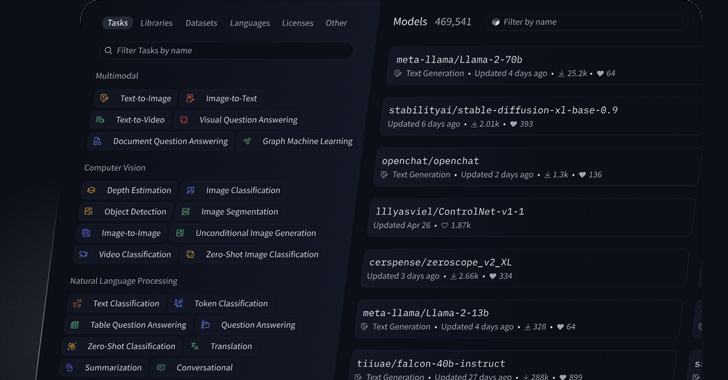 Tasks Libraries Datasets Languages Licenses Other
Filter Tasks by name
Multimodal
Text-to-Image Image-to-Text
Text-to-Video Visual Question Answering
Document Question Answering Graph Machine Learning
Computer Vision
Depth Estimation Image Classification
Object Detection Image Segmentation
Image-to-Image Unconditional Image Generation
Video Classification Zero-Shot Image Classification
Natural Language Processing
Text Classification Token Classification
Table Question Answering Question Answering
Zero-Shot Classification Translation
Summarization Conversational
Models 469,541 Filter by name
meta-llama/Llama-2-70b
Text Generation • Updated 4 days ago • 25.2k • 64
stabilityai/stable-diffusion-xl-base-0.9
Updated 6 days ago • 2.01k • 393
openchat/openchat
Text Generation • Updated 2 days ago • 1.3k • 136
lllyasviel/ControlNet-v1-1
Updated Apr 26 • 1.87k
cerspense/zeroscope_v2_XL
Updated 3 days ago • 2.66k • 334
meta-llama/Llama-2-13b
Text Generation • Updated 4 days ago • 328 • 64
tiiuae/falcon-40b-instruct
Text Generation • Updated 27 days ago • 288k • 899